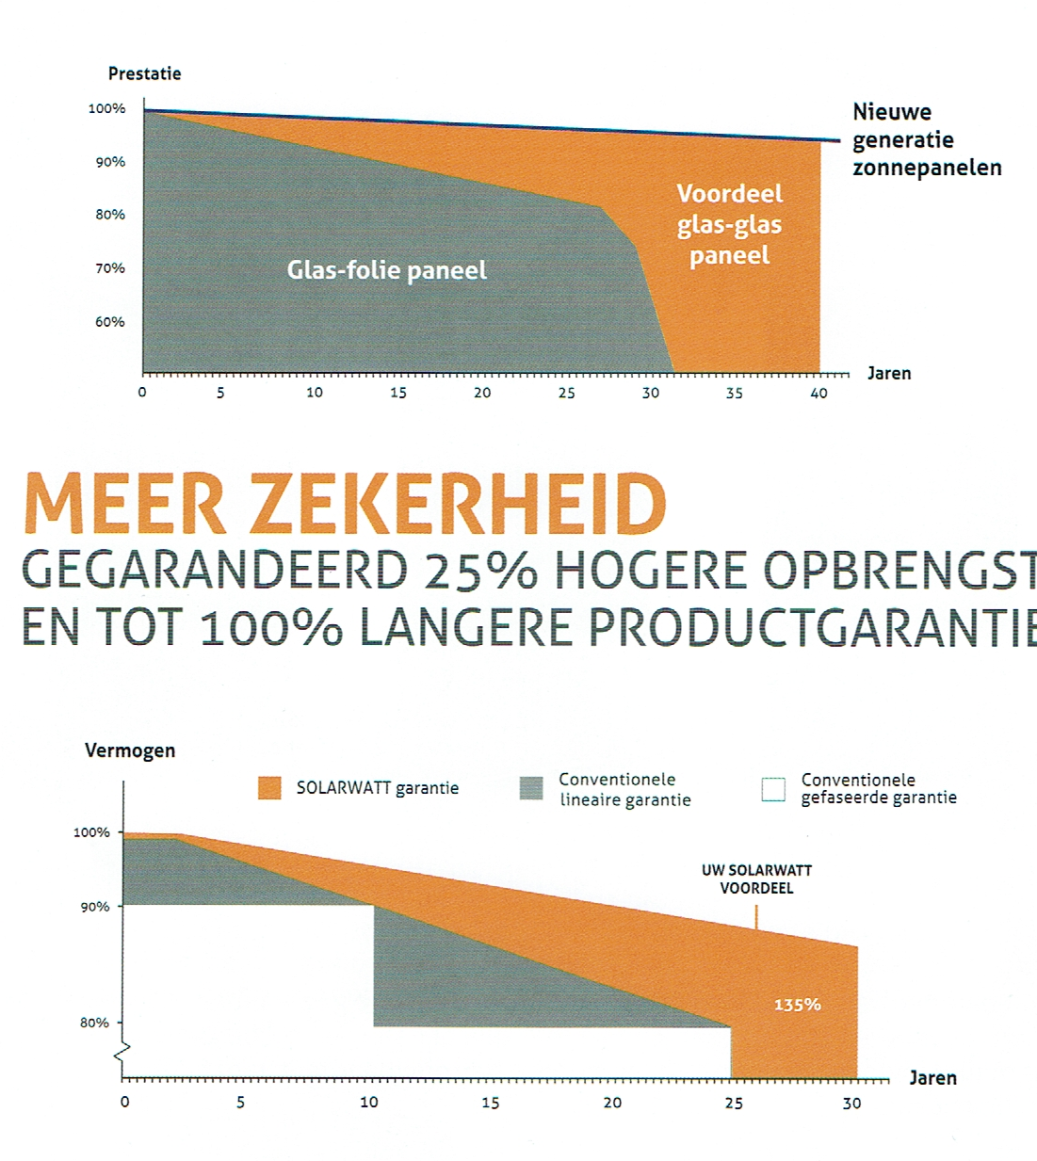 Prestatie
100%
90%
80%
70%
60%
Nieuwe
generatie
zonnepanelen
Voordeel
glas-glas
paneel
Glas-folie paneel
Jaren
0 5 10 15 20 25 30 35 40
MEER ZEKERHEID
GEGARANDEERD 25% HOGERE OPBRENGST
EN TOT 100% LANGERE PRODUCTGARANTIE
Vermogen
SOLARWATT garantie
Conventionele
lineaire garantie
Conventionele
gefaseerde garantie
100%
90%
80%
UW SOLARWATT
VOORDEEL
135%
Jaren
0 5 10 15 20 25 30